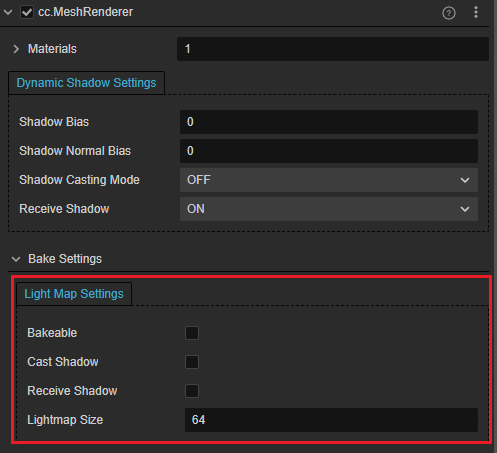 cc.MeshRenderer
Materials 1
Dynamic Shadow Settings
Shadow Bias 0
Shadow Normal Bias 0
Shadow Casting Mode OFF
Receive Shadow ON
Bake Settings
Light Map Settings
Bakeable
Cast Shadow
Receive Shadow
Lightmap Size 64